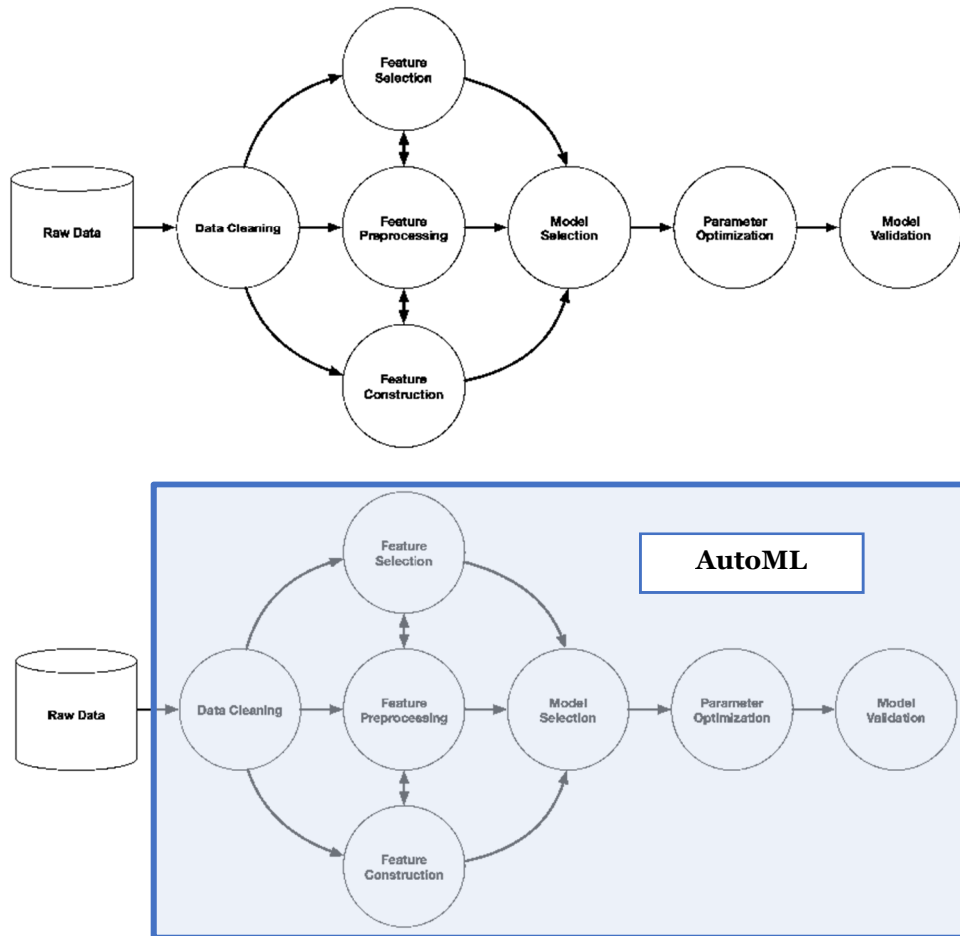 Feature
Selection
Raw Data
Data Cleaning
Feature
Preprocessing
Model
Selection
Parameter
Optimization
Model
Validation
Feature
Construction
AutoML
Feature
Selection
Raw Data
Data Cleaning
Feature
Preprocessing
Model
Selection
Parameter
Optimization
Model
Validation
Feature
Construction